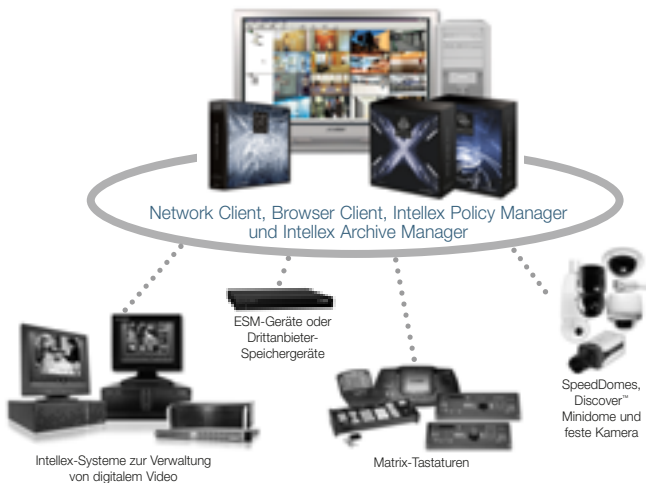 Network Client, Browser Client, Intellex Policy Manager
und Intellex Archive Manager
ESM-Geräte oder
Drittanbieter-
Speichergeräte
SpeedDomes,
Discover™
Minidome und
feste Kamera
Intellex-Systeme zur Verwaltung
von digitalem Video
Matrix-Tastaturen